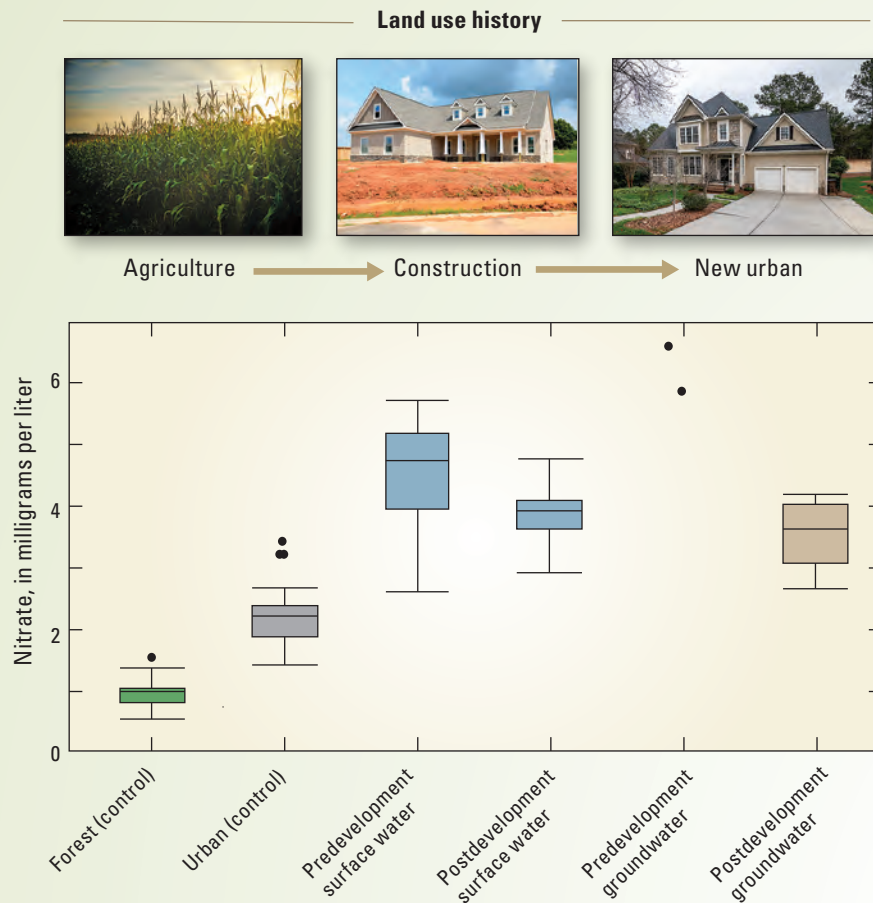 Land use history
Agriculture
Construction
New urban
Nitrate, in milligrams per liter
6
4
2
0
Forest (control)
Urban (control)
Predevelopment
surface water
Postdevelopment
surface water
Predevelopment
groundwater
Postdevelopment
groundwater